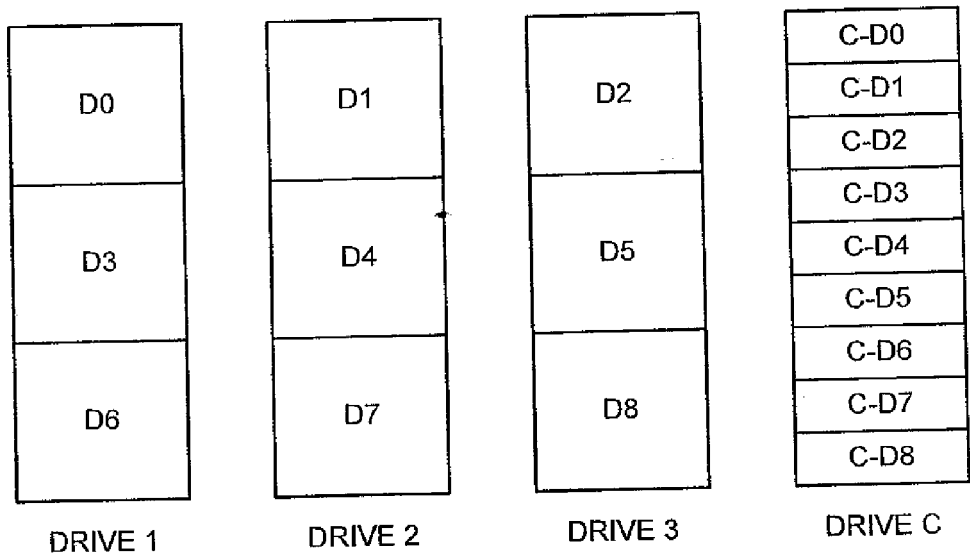 D0
D3
D6
DRIVE 1
D1
D4
D7
DRIVE 2
D2
D5
D8
DRIVE 3
C-D0
C-D1
C-D2
C-D3
C-D4
C-D5
C-D6
C-D7
C-D8
DRIVE C